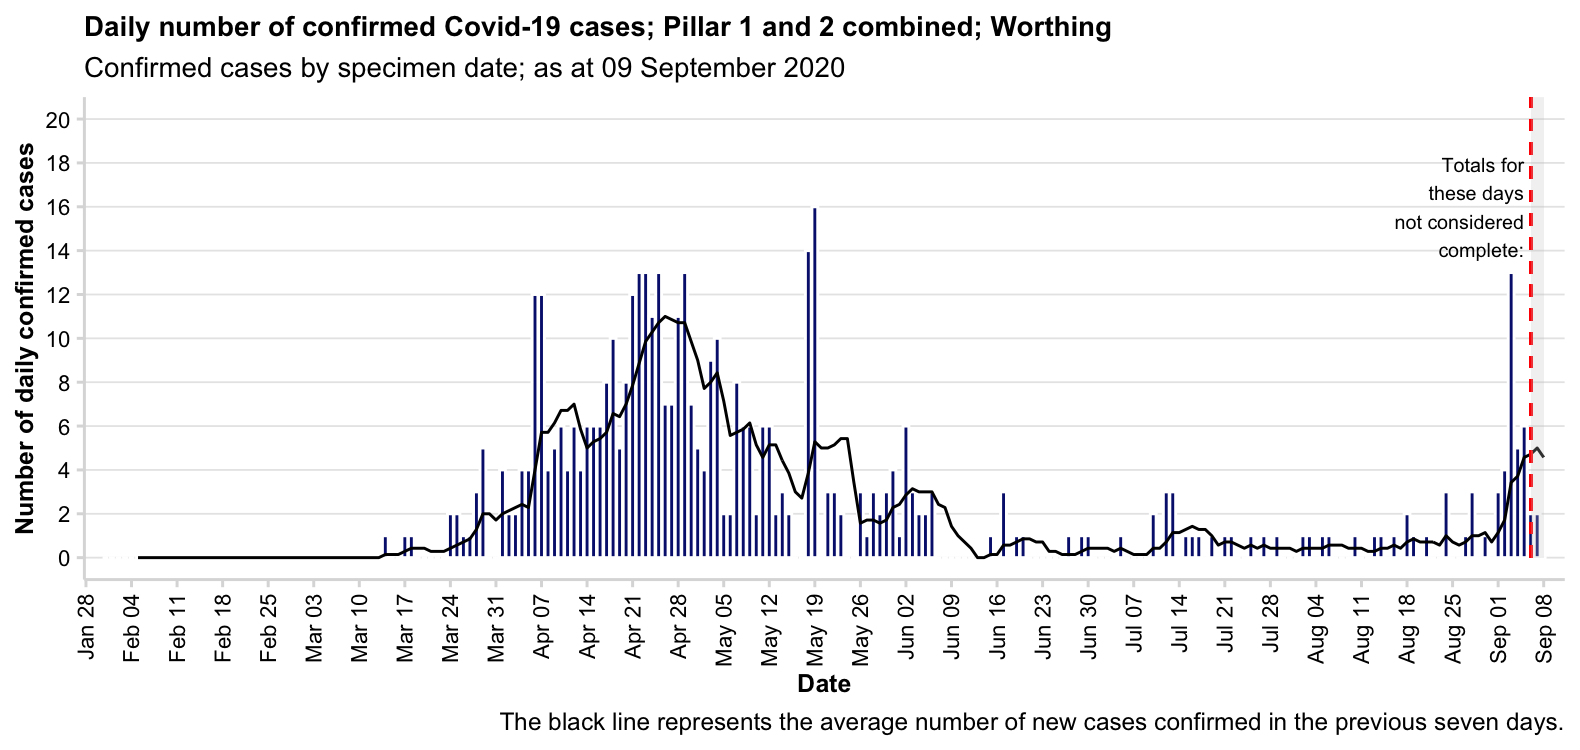 Daily number of confirmed Covid-19 cases; Pillar 1 and 2 combined; Worthing
Confirmed cases by specimen date; as at 09 September 2020
Number of daily confirmed cases
20
18
16
14
12
10
8
6
4
2
0
Totals for
these days
not considered
complete:
Jan 28
Feb 04
Feb 11
Feb 18
Feb 25
Mar 03
Mar 10
Mar 17
Mar 24
Mar 31
Apr 07
Apr 14
Apr 21
Apr 28
May 05
May 12
May 19
May 26
Jun 02
Jun 09
Jun 16
Jun 23
Jun 30
Jul 07
Jul 14
Jul 21
Jul 28
Aug 04
Aug 11
Aug 18
Aug 25
Sep 01
Sep 08
Date
The black line represents the average number of new cases confirmed in the previous seven days.